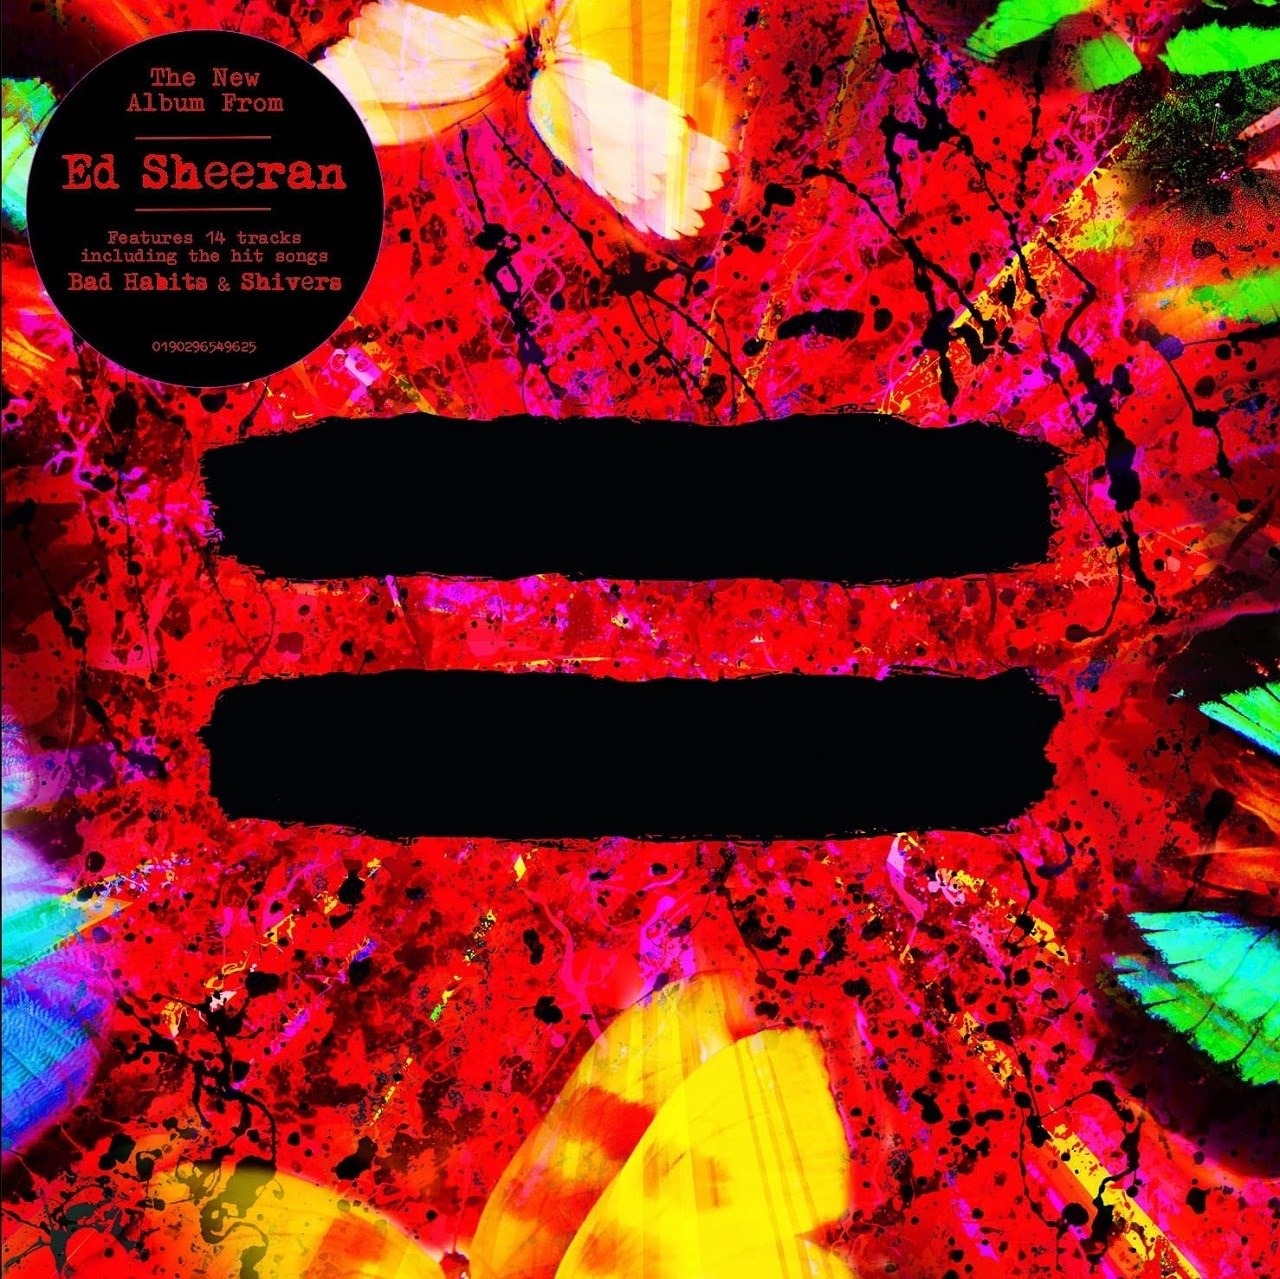 The New
Album From
Ed Sheeran
Features 14 tracks
including the hit songs
Bad Habits & Shivers
0190296549625